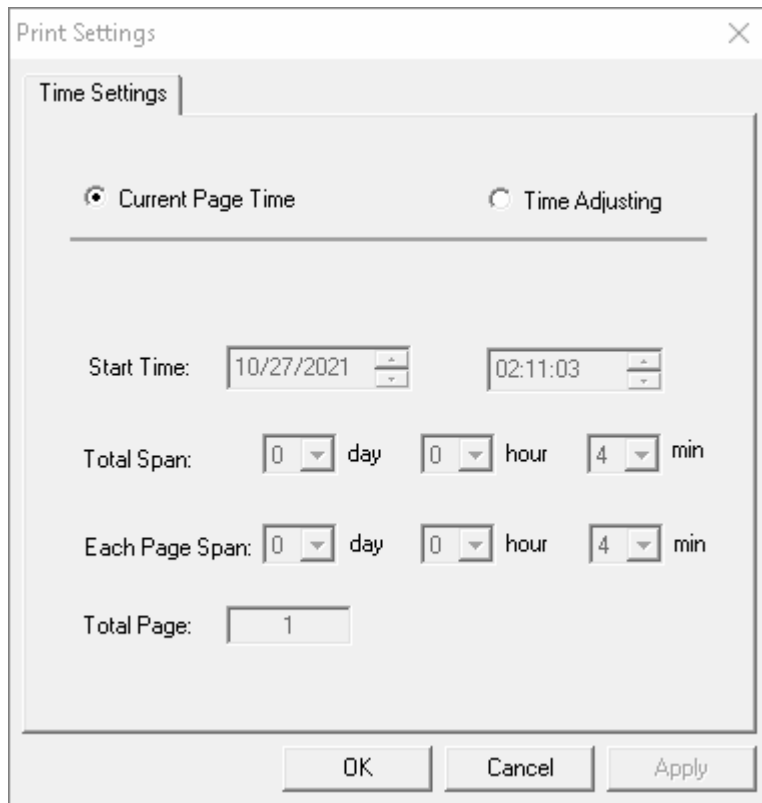 Print Settings
Time Settings
Current Page Time Time Adjusting
Start Time: 10/27/2021 02:11:03
Total Span: 0 day 0 hour 4 min
Each Page Span: 0 day 0 hour 4 min
Total Page: 1
OK Cancel Apply